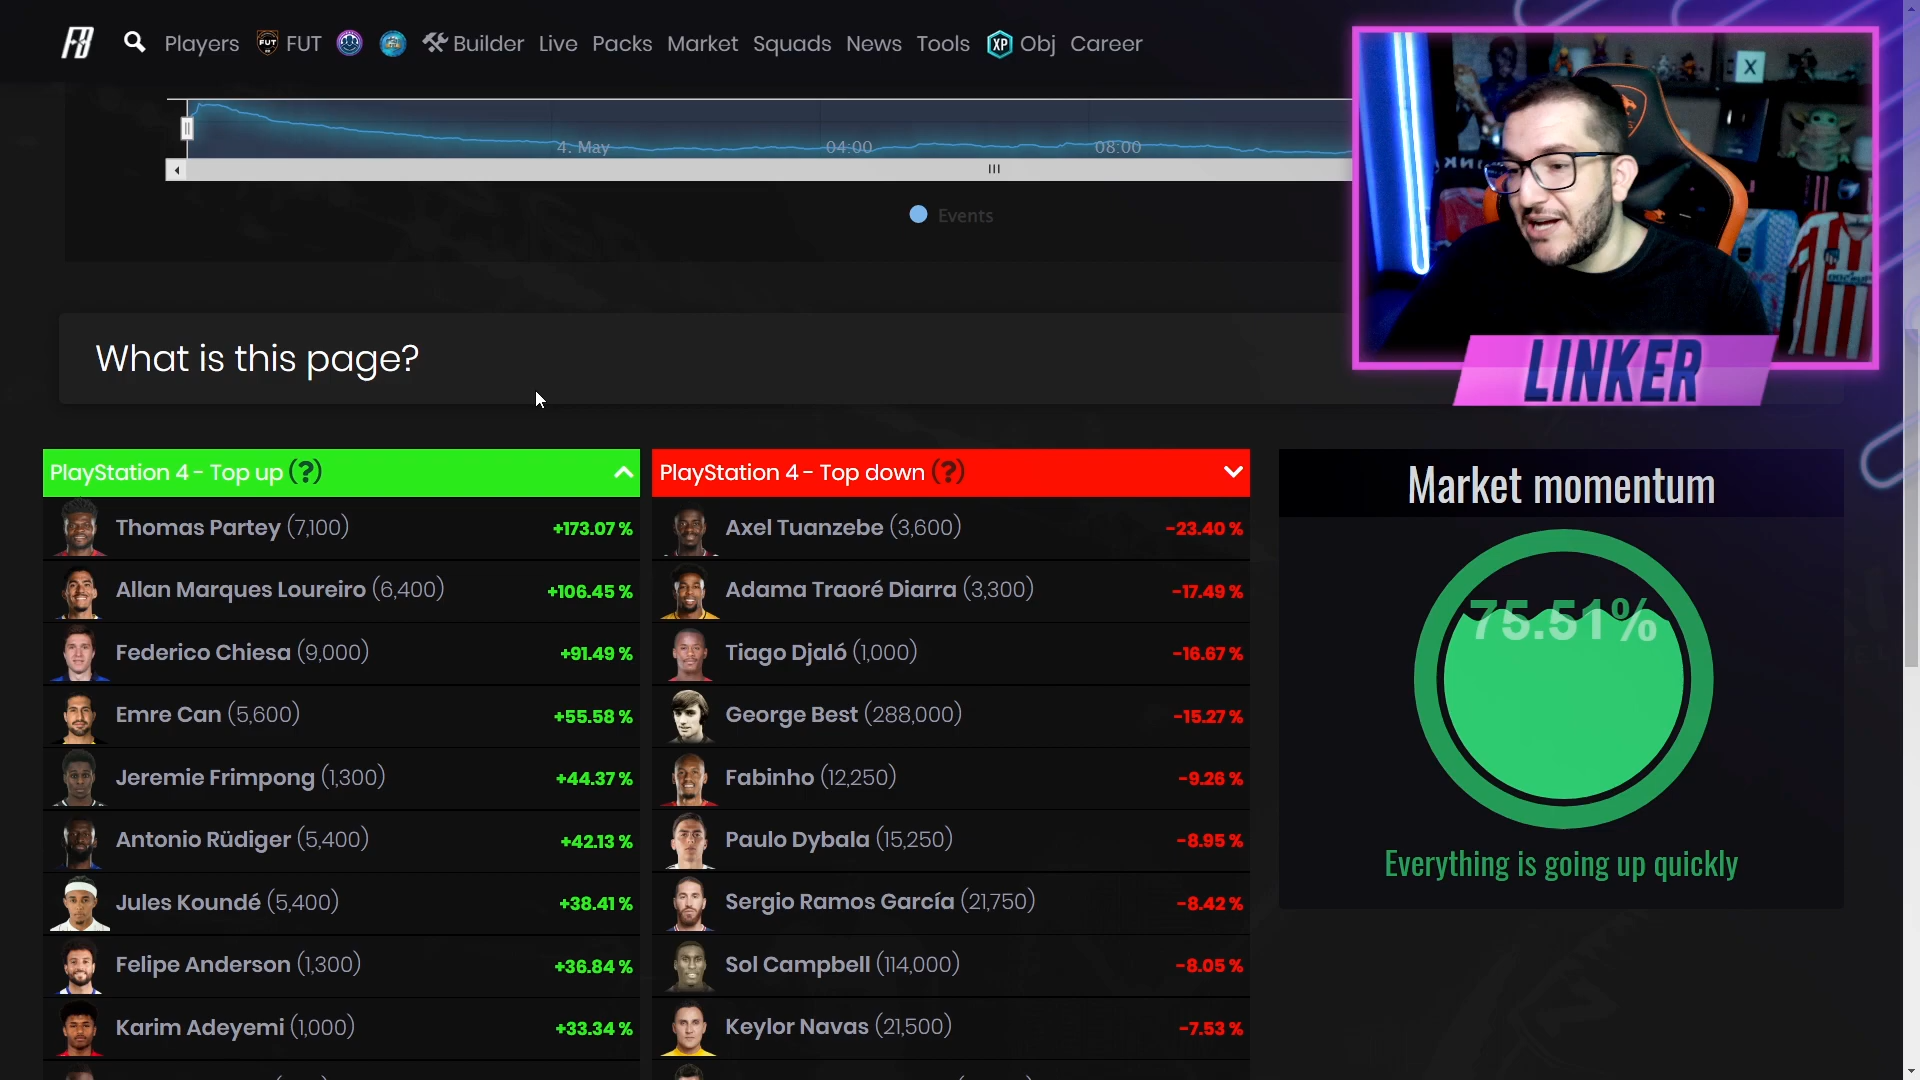 Players FUT Builder Live Packs Market Squads News Tools XP Obj Career
4. May 04:00 08:00
Events
What is this page?
LINKER
PlayStation 4 - Top up (?)
Thomas Partey (7,100) +173.07 %
Allan Marques Loureiro (6,400) +106.45 %
Federico Chiesa (9,000) +91.49 %
Emre Can (5,600) +55.58 %
Jeremie Frimpong (1,300) +44.37 %
Antonio Rüdiger (5,400) +42.13 %
Jules Koundé (5,400) +38.41 %
Felipe Anderson (1,300) +36.84 %
Karim Adeyemi (1,000) +33.34 %
PlayStation 4 - Top down (?)
Axel Tuanzebe (3,600) -23.40 %
Adama Traoré Diarra (3,300) -17.49 %
Tiago Djaló (1,000) -16.67 %
George Best (288,000) -15.27 %
Fabinho (12,250) -9.26 %
Paulo Dybala (15,250) -8.95 %
Sergio Ramos García (21,750) -8.42 %
Sol Campbell (114,000) -8.05 %
Keylor Navas (21,500) -7.53 %
Market momentum
75.51%
Everything is going up quickly